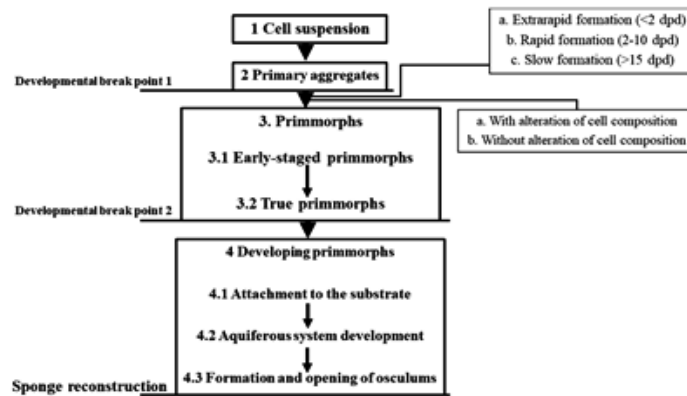 1 Cell suspension
a. Extrarapid formation (<2 dpd)
b. Rapid formation (2-10 dpd)
c. Slow formation (>15 dpd)
2 Primary aggregates
Developmental break point 1
a. With alteration of cell composition
b. Without alteration of cell composition
3. Primmorphs
3.1 Early-staged primmorphs
3.2 True primmorphs
Developmental break point 2
4 Developing primmorphs
4.1 Attachment to the substrate
4.2 Aquiferous system development
4.3 Formation and opening of osculums
Sponge reconstruction